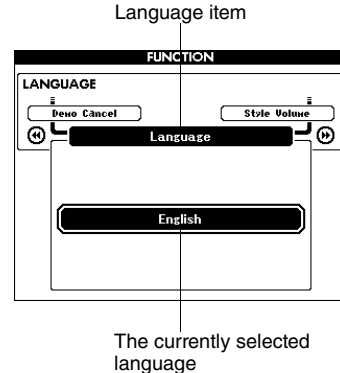 Language item
FUNCTION
LANGUAGE
Demo Cancel
Style Volume
Language
English
The currently selected
language